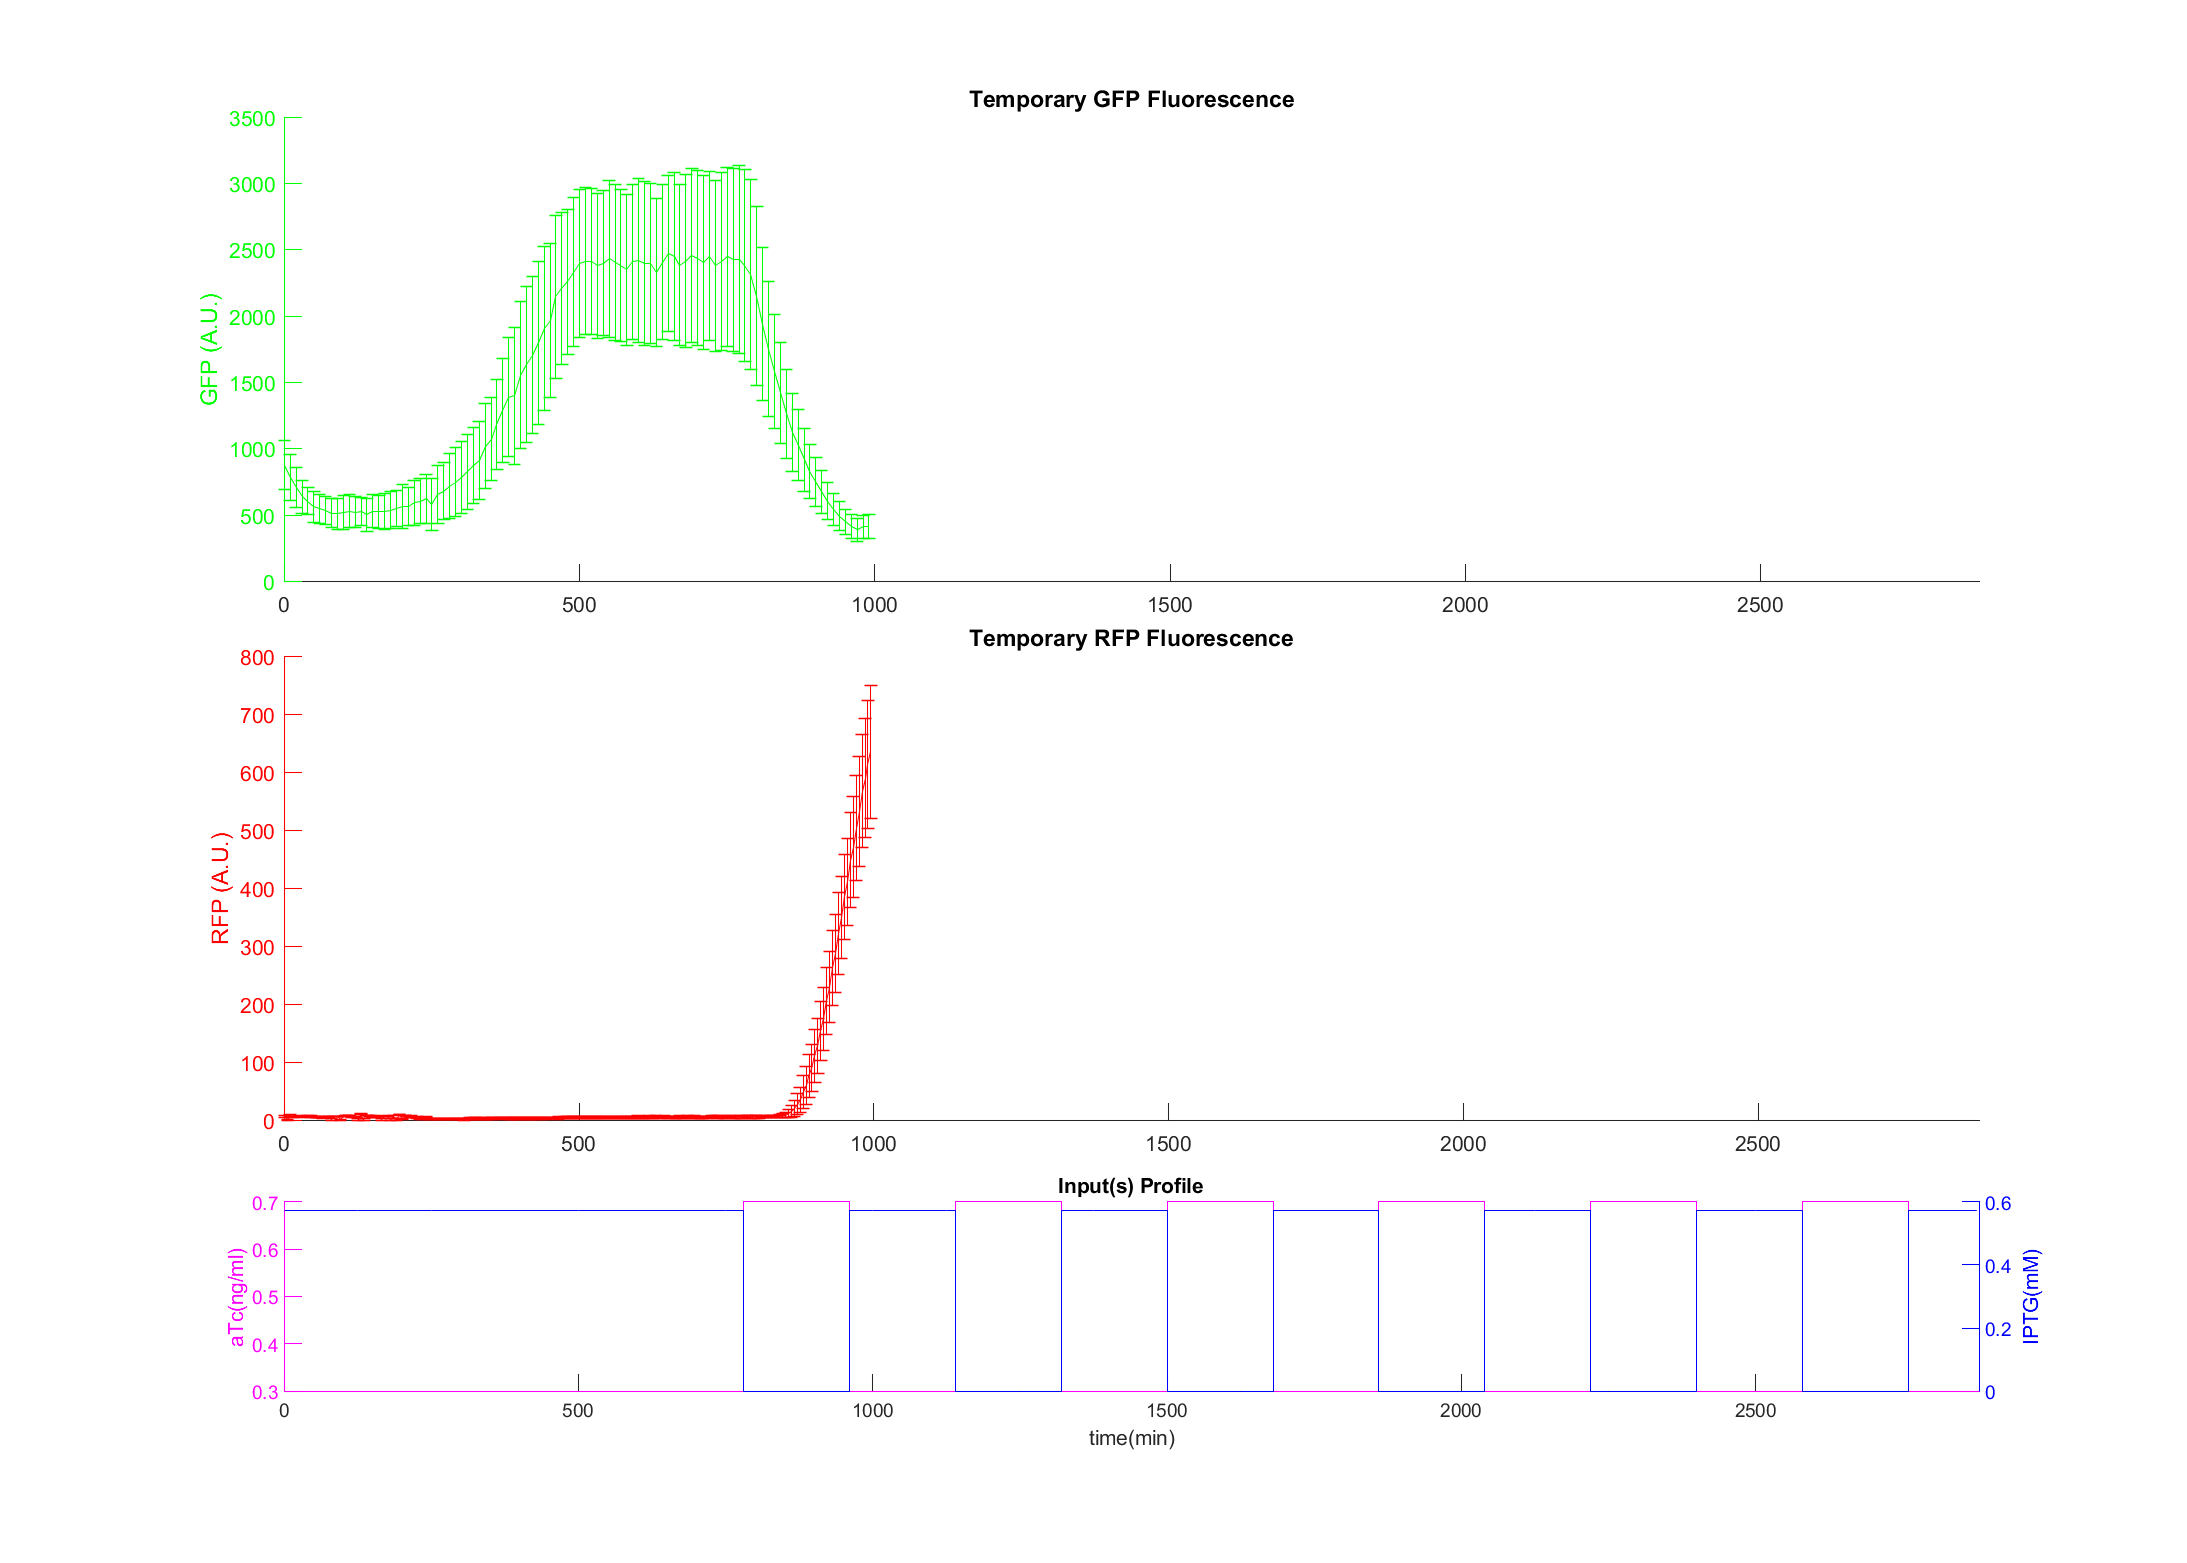 Temporary GFP Fluorescence
3500
3000
2500
2000
1500
1000
500
0
GFP (A.U.)
0 500 1000 1500 2000 2500
Temporary RFP Fluorescence
800
700
600
500
400
300
200
100
0
RFP (A.U.)
0 500 1000 1500 2000 2500
Input(s) Profile
0.7
0.6
0.5
0.4
0.3
aTc(ng/ml)
0.6
0.4
0.2
0
IPTG(mM)
0 500 1000 1500 2000 2500
time(min)